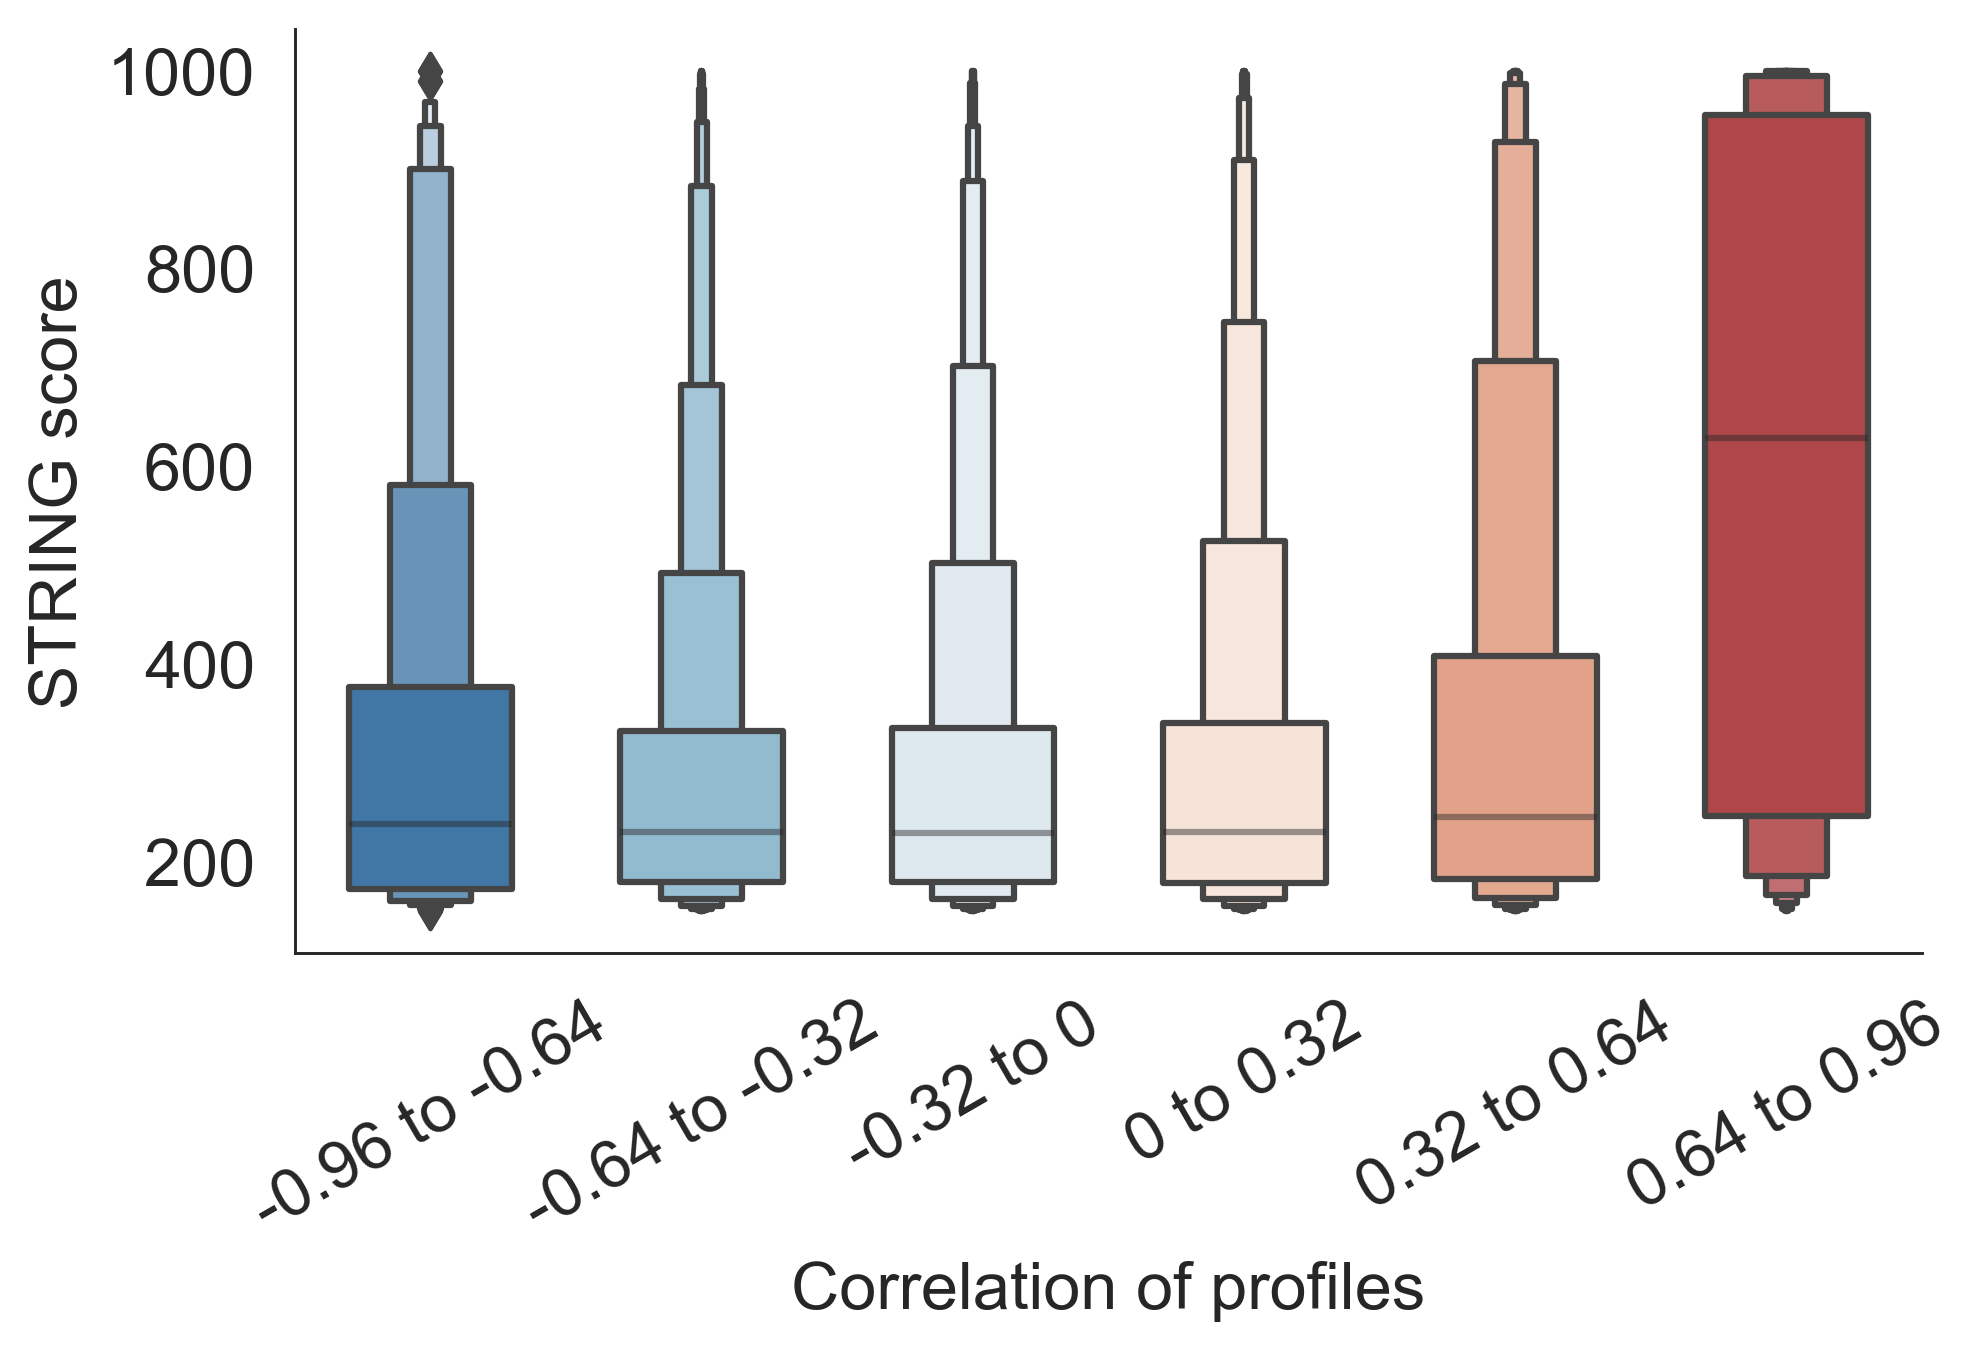 1000
800
600
400
200
STRING score
-0.96 to -0.64
-0.64 to -0.32
-0.32 to 0
0 to 0.32
0.32 to 0.64
0.64 to 0.96
Correlation of profiles